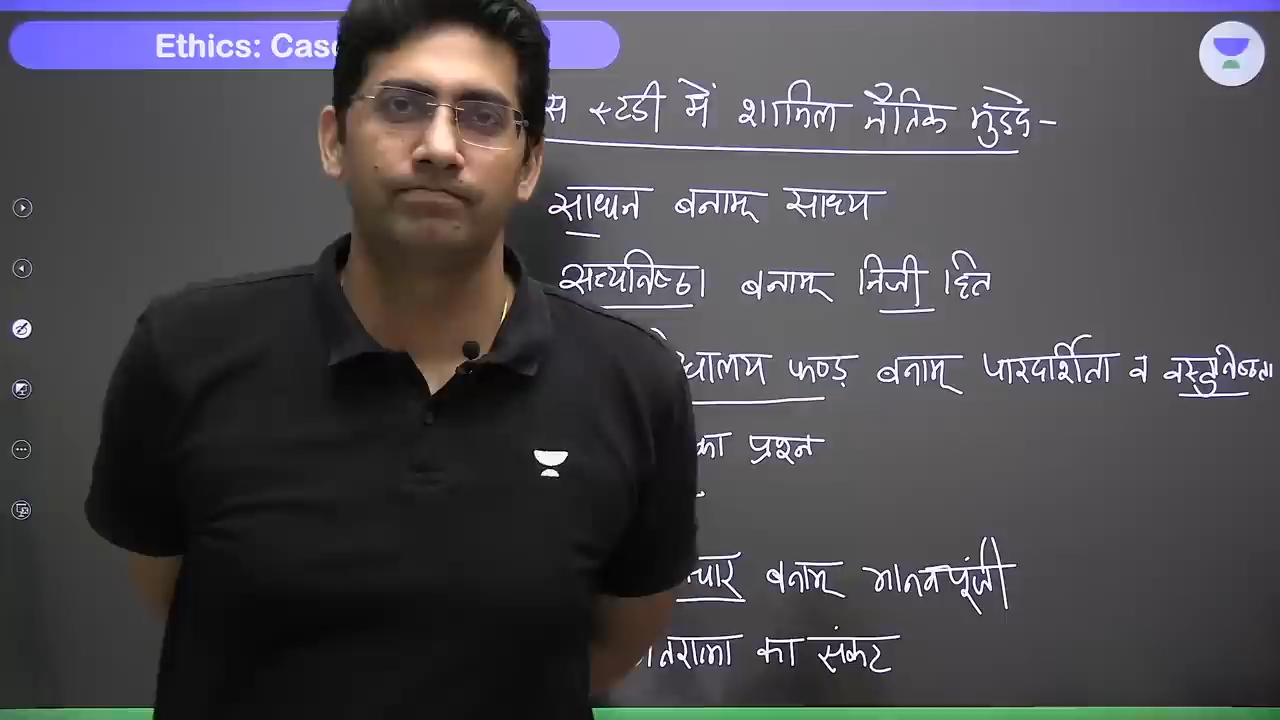 Ethics: Cas
स स्टडी में शामिल नैतिक मुद्दे -
साधन बनाम साध्य
सत्यनिष्ठा बनाम निजी हित
द्यालय फण्ड बनाम् पारदर्शिता व वस्तुनिष्ठता
का प्रश्न
चार बनाम् मानवपूंजी
तरात्मा का संकट